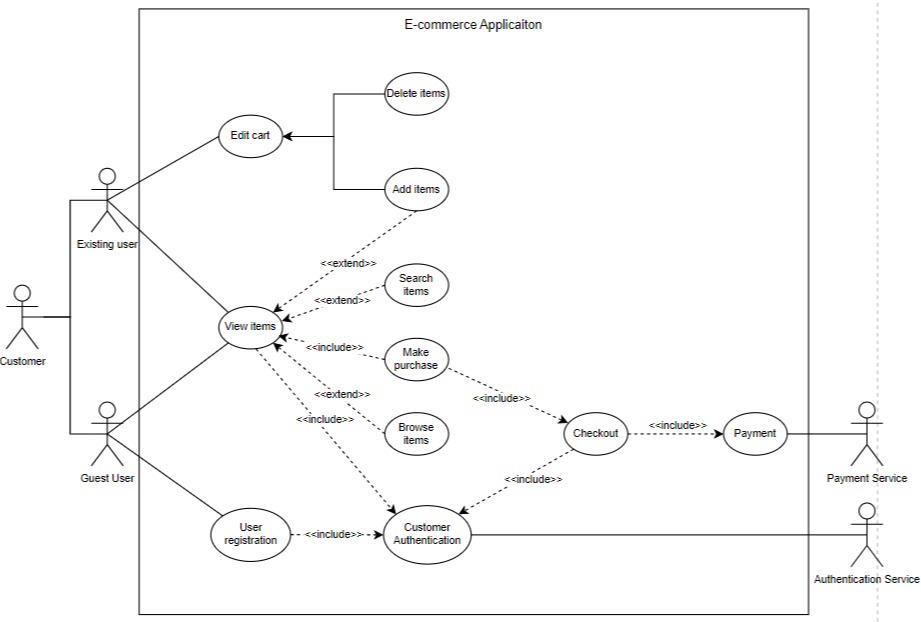 E-commerce Applicaiton
Delete items
Edit cart
Add items
Existing user
<<extend>>
Search
items
<<extend>>
View items
Customer
<<include>>
Make
purchase
<<extend>>
<<include>>
<<include>>
Browse
items
Checkout
<<include>>
Payment
Guest User
Payment Service
<<include>>
User
registration
<<include>>
Customer
Authentication
Authentication Service